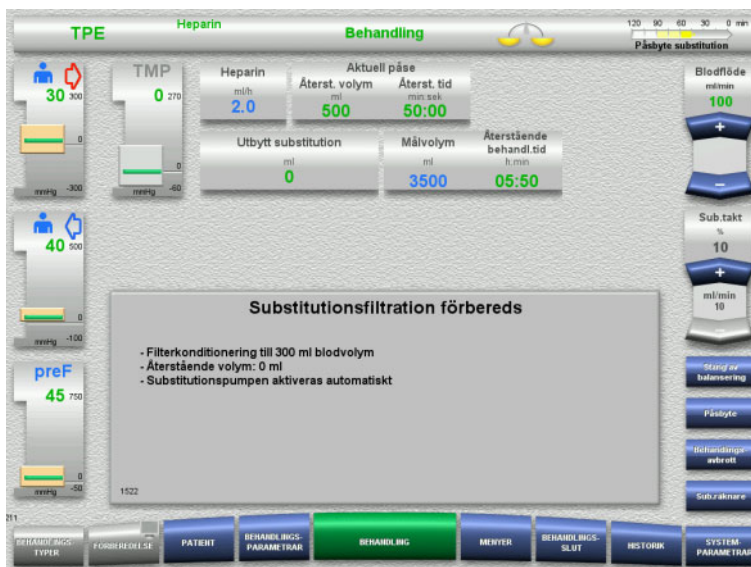 TPE
Heparin
Behandling
120 90 60 30 0 min
Påsbyte substitution
30 300
0
mmHg -300
TMP
0 270
0
mmHg -60
Heparin
ml/h
2.0
Aktuell påse
Återst. volym Återst. tid
ml min:sek
500 50:00
Utbytt substitution
ml
0
Målvolym
ml
3500
Återstående
behandl.tid
h:min
05:50
Blodflöde
ml/min
100
+
−
40 500
0
mmHg -100
Sub.takt
%
10
+
ml/min
10
−
Substitutionsfiltration förbereds
- Filterkonditionering till 300 ml blodvolym
- Återstående volym: 0 ml
- Substitutionspumpen aktiveras automatiskt
1522
preF
45 750
0
mmHg -50
Stäng av
balansering
Påsbyte
Behandlings-
avbrott
Sub.räknare
211
BEHANDLINGS-
TYPER
FÖRBEREDELSE
PATIENT
BEHANDLINGS-
PARAMETRAR
BEHANDLING
MENYER
BEHANDLINGS-
SLUT
HISTORIK
SYSTEM-
PARAMETRAR